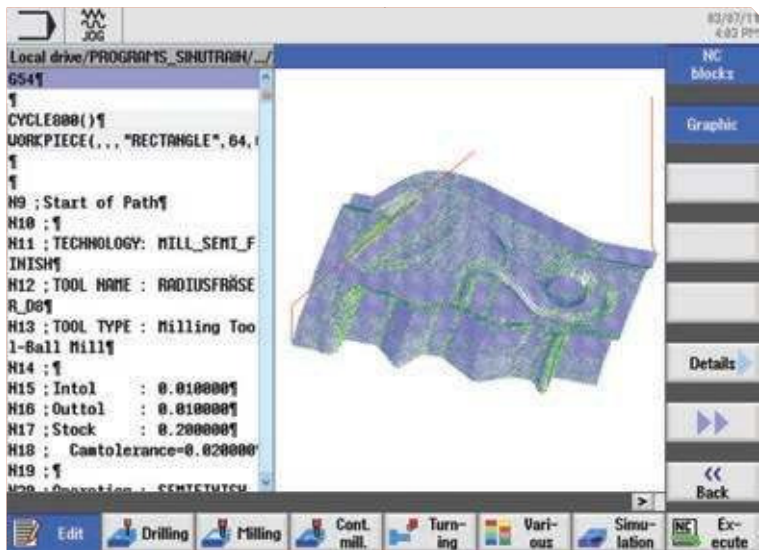 JOG
03/07/11
4:03 PM
Local drive/PROGRAMS_SINUTRAIN/.../
NC
blocks
G54¶
¶
CYCLE800()¶
WORKPIECE(,,,"RECTANGLE",64,
¶
¶
N9 ;Start of Path¶
N10 ;¶
N11 ;TECHNOLOGY: MILL_SEMI_F
INISH¶
N12 ;TOOL NAME : RADIUSFRÄSE
R_D8¶
N13 ;TOOL TYPE : Milling Too
l-Ball Mill¶
N14 ;¶
N15 ;Intol : 0.010000¶
N16 ;Outtol : 0.010000¶
N17 ;Stock : 0.200000¶
N18 ; Camtolerance=0.020000
N19 ;¶
N20 ;Operation : SEMIFINISH
Graphic
Details
Back
Edit
Drilling
Milling
Cont.
mill.
Turn-
ing
Vari-
ous
Simu-
lation
NC
Ex-
ecute